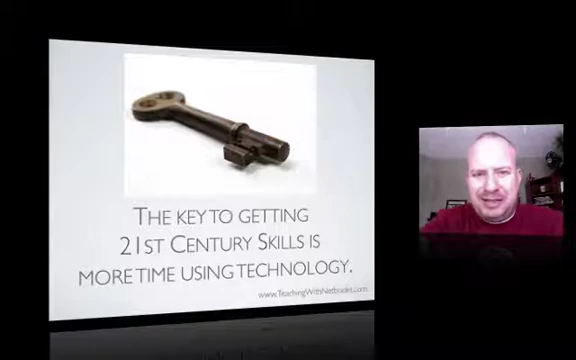 THE KEY TO GETTING
21ST CENTURY SKILLS IS
MORE TIME USING TECHNOLOGY.
www.TeachingWithNetbooks.com